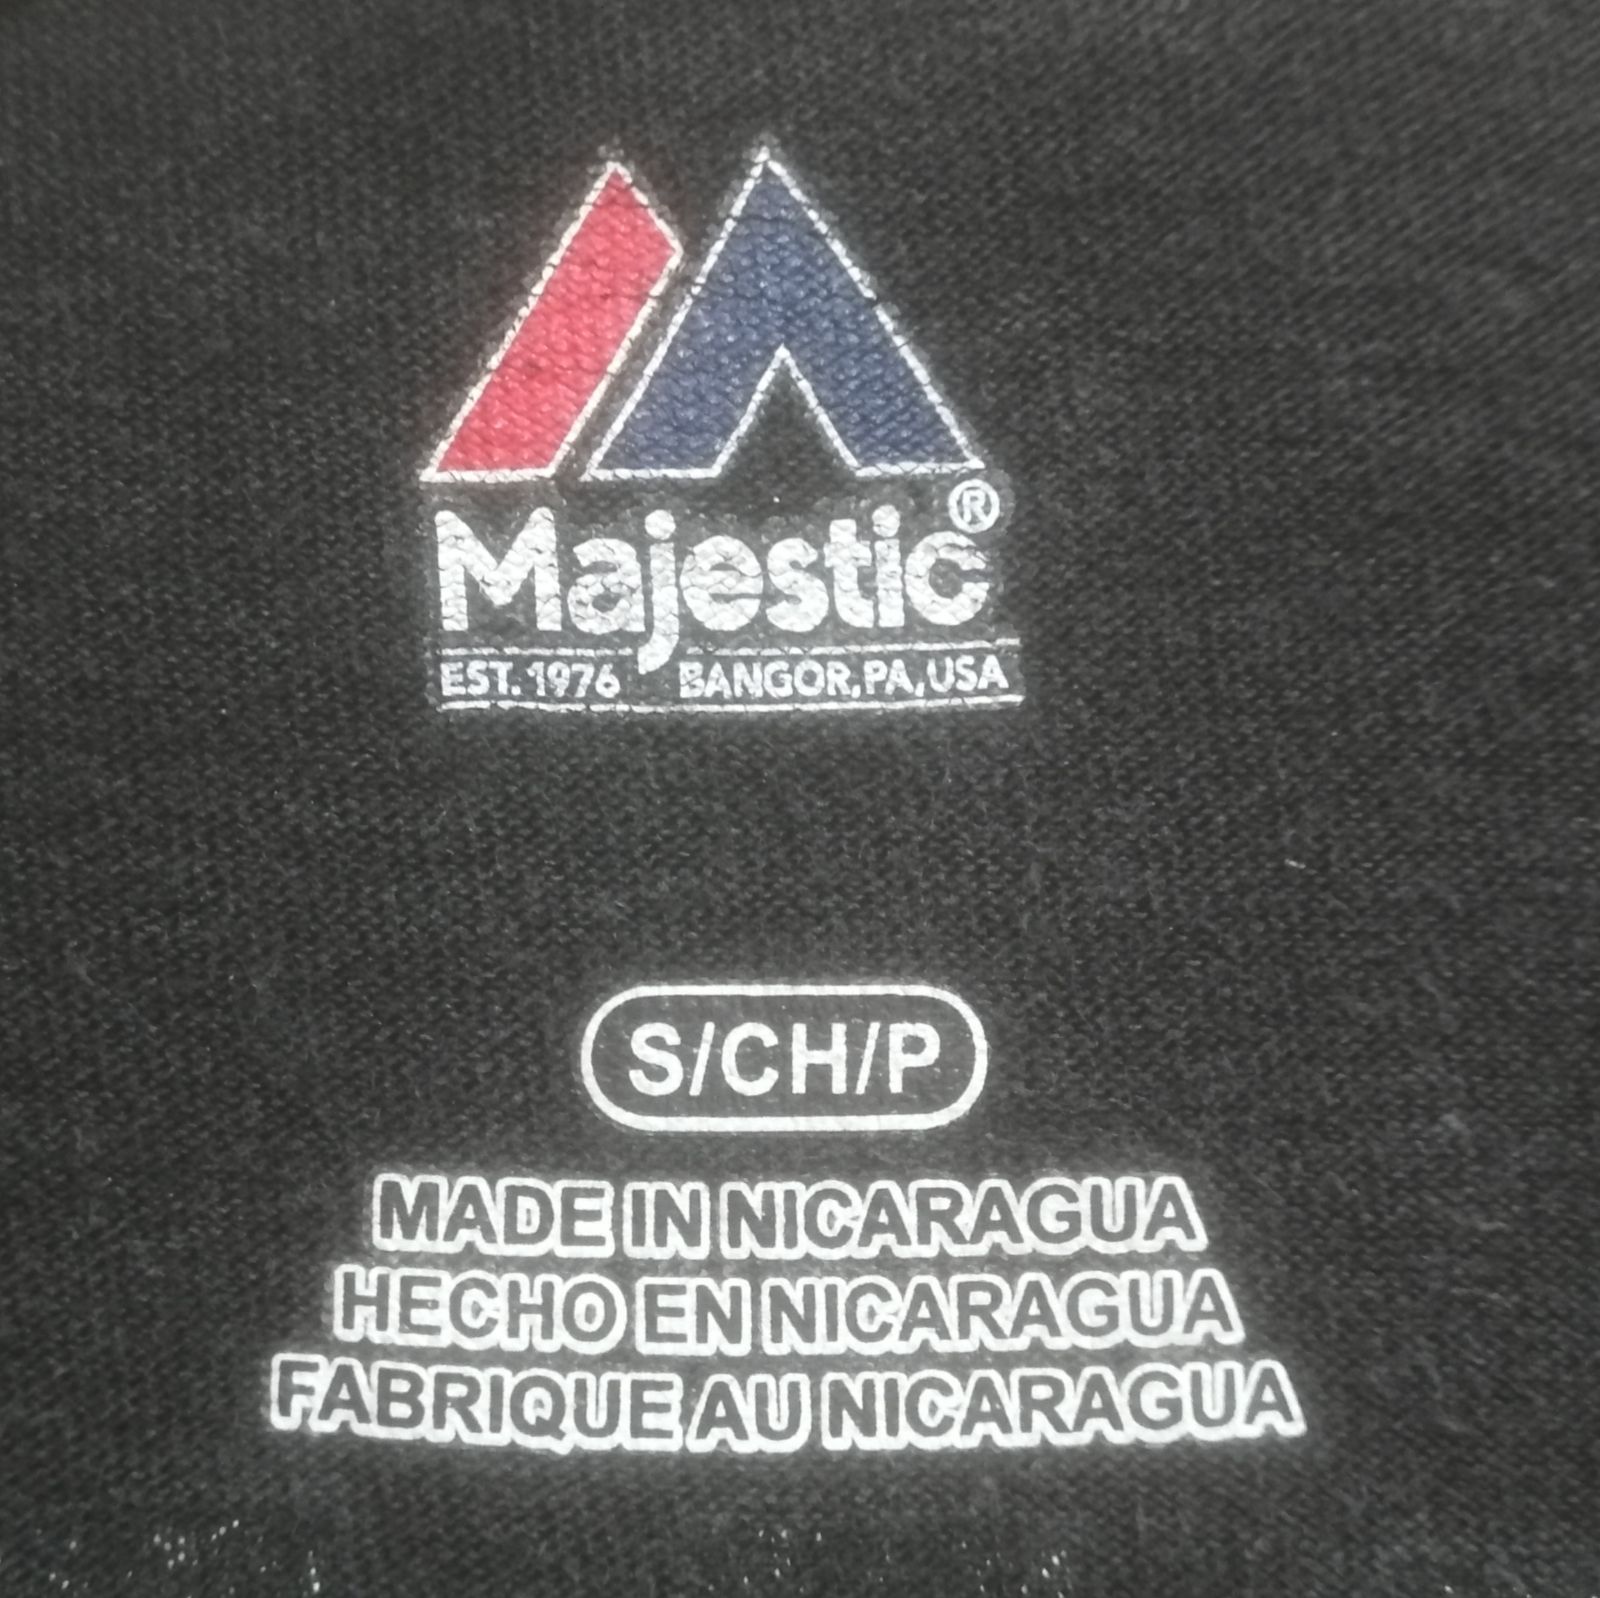 Majestic®
EST. 1976 BANGOR, PA, USA
S/CH/P
MADE IN NICARAGUA
HECHO EN NICARAGUA
FABRIQUE AU NICARAGUA